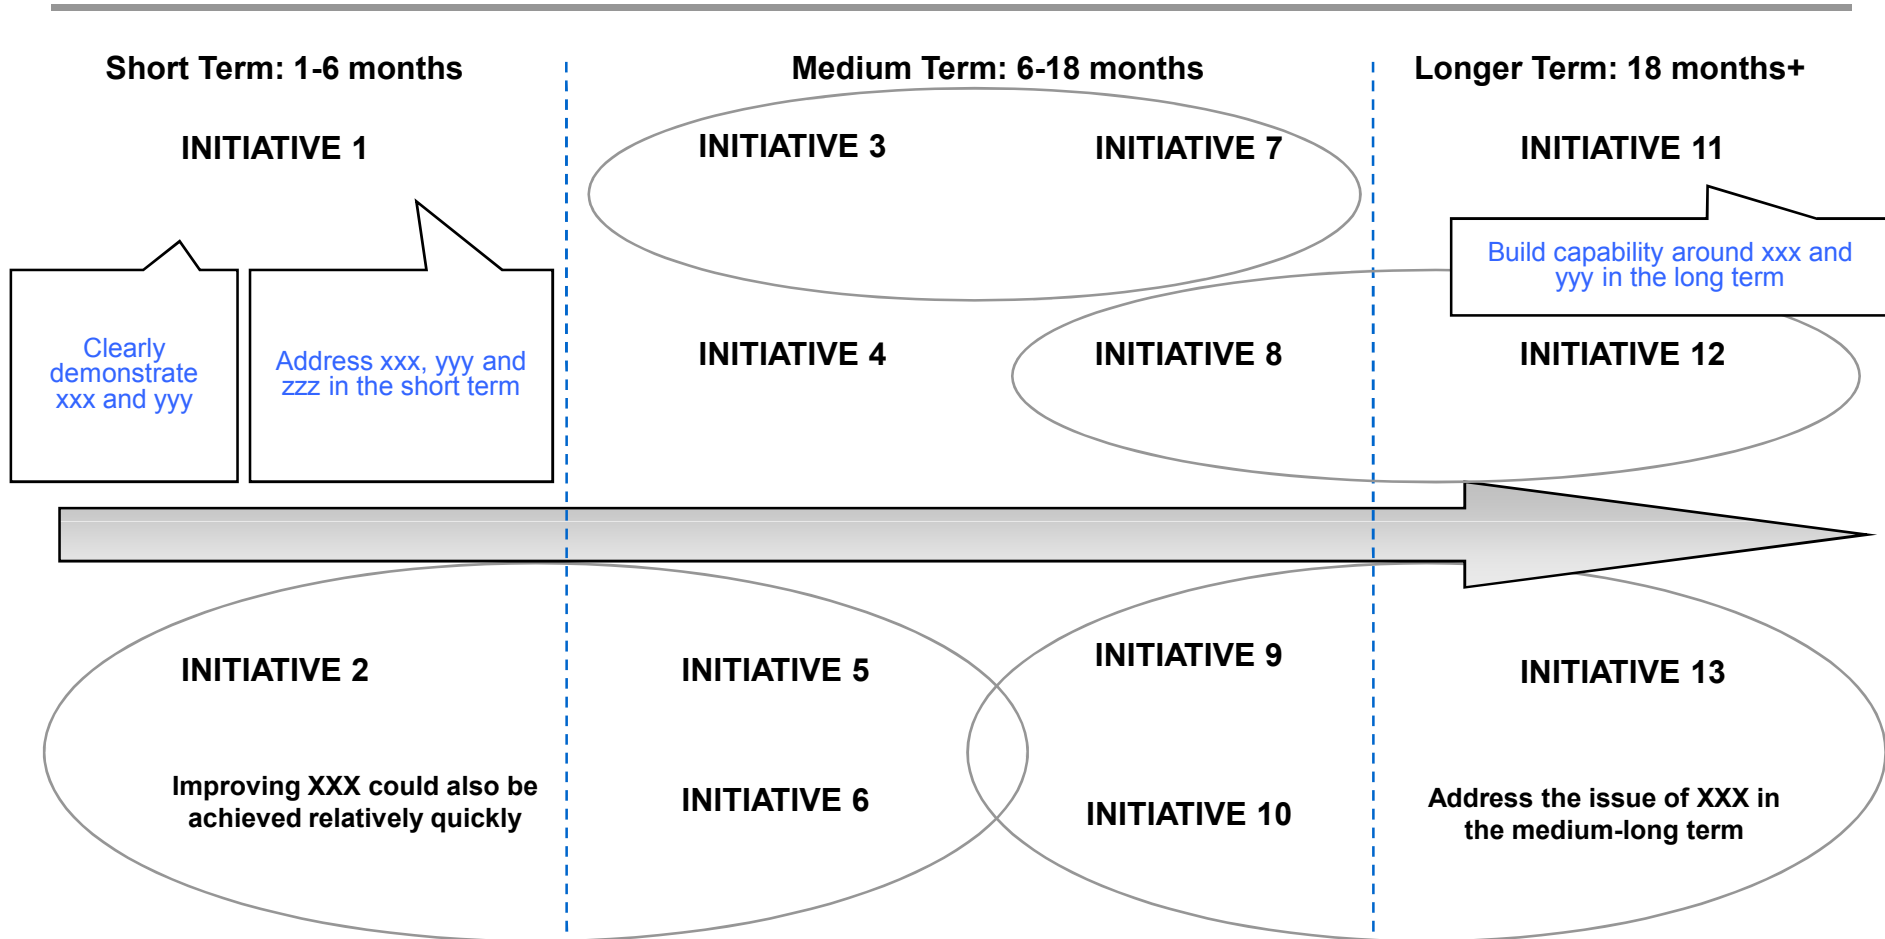 Short Term: 1-6 months
Medium Term: 6-18 months
Longer Term: 18 months+
INITIATIVE 1
INITIATIVE 3
INITIATIVE 7
INITIATIVE 11
Clearly
demonstrate
xxx and yyy
Address xxx, yyy and
zzz in the short term
Build capability around xxx and
yyy in the long term
INITIATIVE 4
INITIATIVE 8
INITIATIVE 12
INITIATIVE 2
INITIATIVE 5
INITIATIVE 9
INITIATIVE 13
Improving XXX could also be
achieved relatively quickly
INITIATIVE 6
INITIATIVE 10
Address the issue of XXX in
the medium-long term